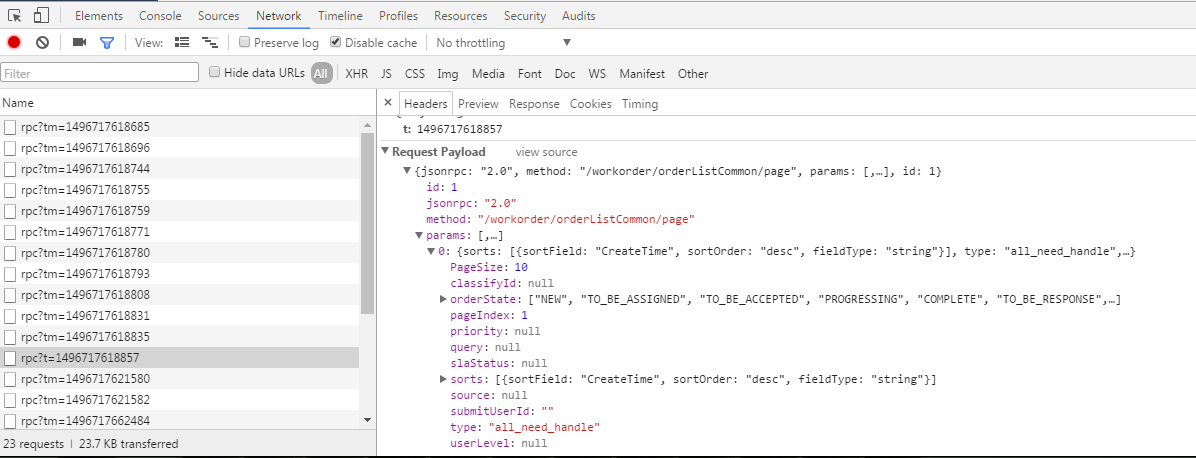 Elements Console Sources Network Timeline Profiles Resources Security Audits
View: Preserve log Disable cache No throttling
Filter Hide data URLs All XHR JS CSS Img Media Font Doc WS Manifest Other
Name
rpc?tm=1496717618685
rpc?tm=1496717618696
rpc?tm=1496717618744
rpc?tm=1496717618755
rpc?tm=1496717618759
rpc?tm=1496717618771
rpc?tm=1496717618780
rpc?tm=1496717618793
rpc?tm=1496717618808
rpc?tm=1496717618831
rpc?tm=1496717618835
rpc?t=1496717618857
rpc?tm=1496717621580
rpc?tm=1496717621582
rpc?tm=1496717662484
23 requests | 23.7 KB transferred
× Headers Preview Response Cookies Timing
t: 1496717618857
Request Payload view source
{jsonrpc: "2.0", method: "/workorder/orderListCommon/page", params: [,…], id: 1}
id: 1
jsonrpc: "2.0"
method: "/workorder/orderListCommon/page"
params: [,…]
0: {sorts: [{sortField: "CreateTime", sortOrder: "desc", fieldType: "string"}], type: "all_need_handle",…}
PageSize: 10
classifyId: null
orderState: ["NEW", "TO_BE_ASSIGNED", "TO_BE_ACCEPTED", "PROGRESSING", "COMPLETE", "TO_BE_RESPONSE",…]
pageIndex: 1
priority: null
query: null
slaStatus: null
sorts: [{sortField: "CreateTime", sortOrder: "desc", fieldType: "string"}]
source: null
submitUserId: ""
type: "all_need_handle"
userLevel: null